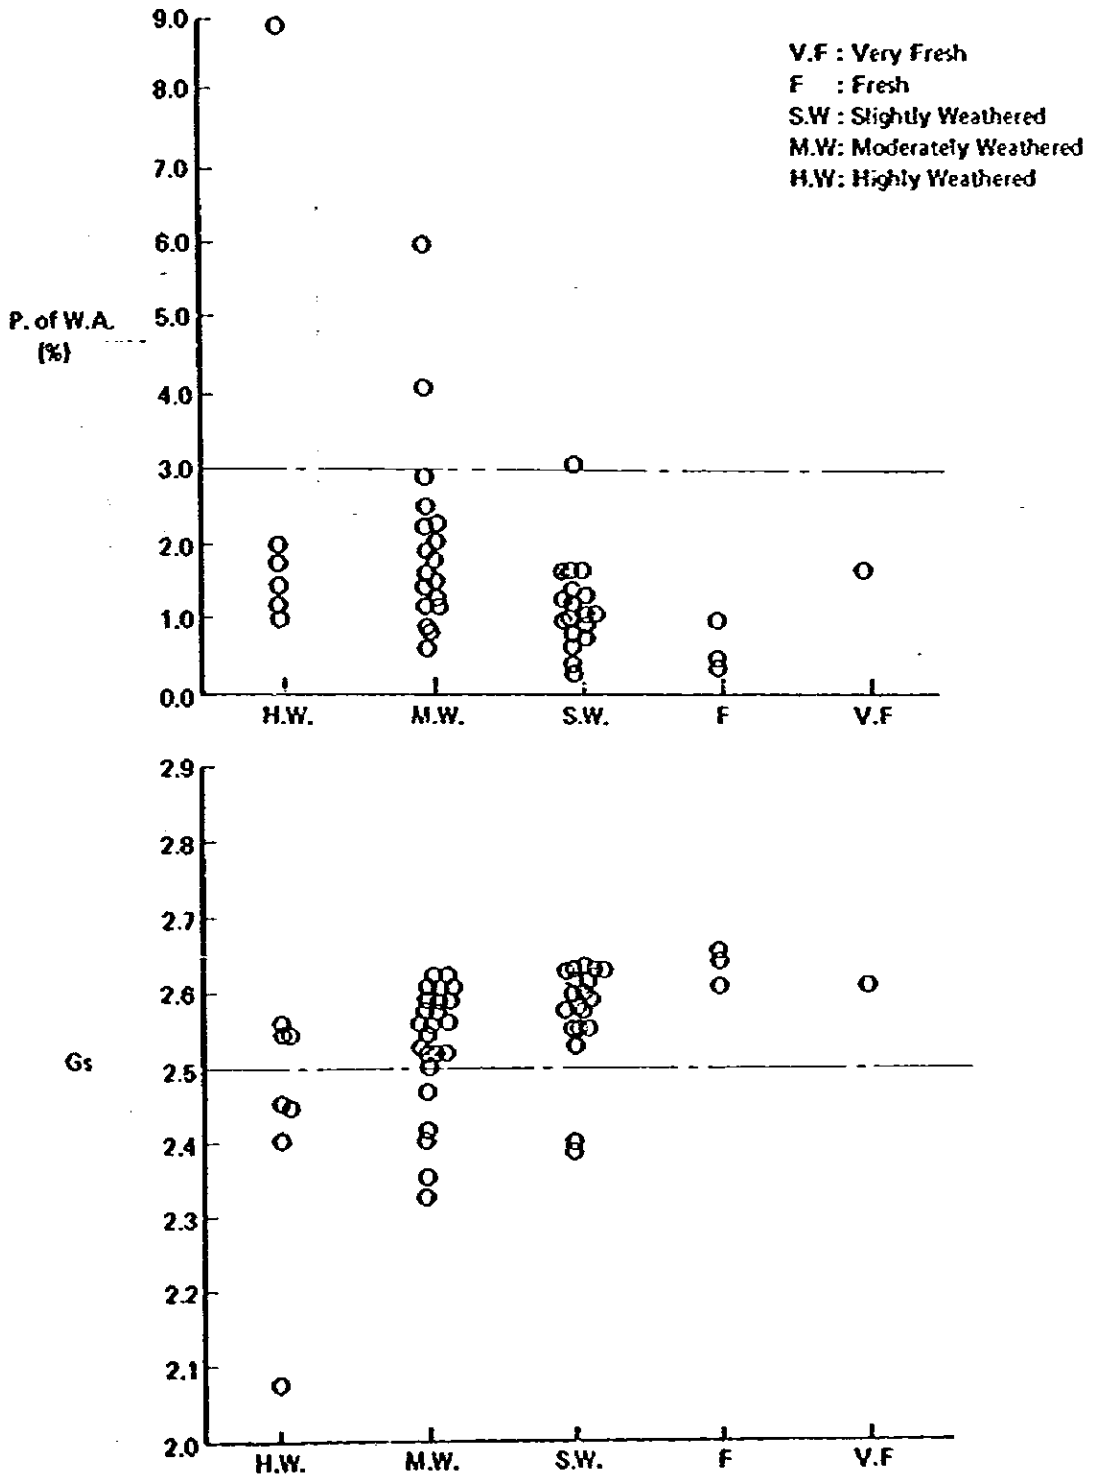 9.0
8.0
7.0
6.0
5.0
4.0
3.0
2.0
1.0
0.0
P. of W.A.
(%)
V.F : Very Fresh
F : Fresh
S.W : Slightly Weathered
M.W: Moderately Weathered
H.W: Highly Weathered
H.W. M.W. S.W. F V.F
2.9
2.8
2.7
2.6
2.5
2.4
2.3
2.2
2.1
2.0
Gs
H.W. M.W. S.W. F V.F